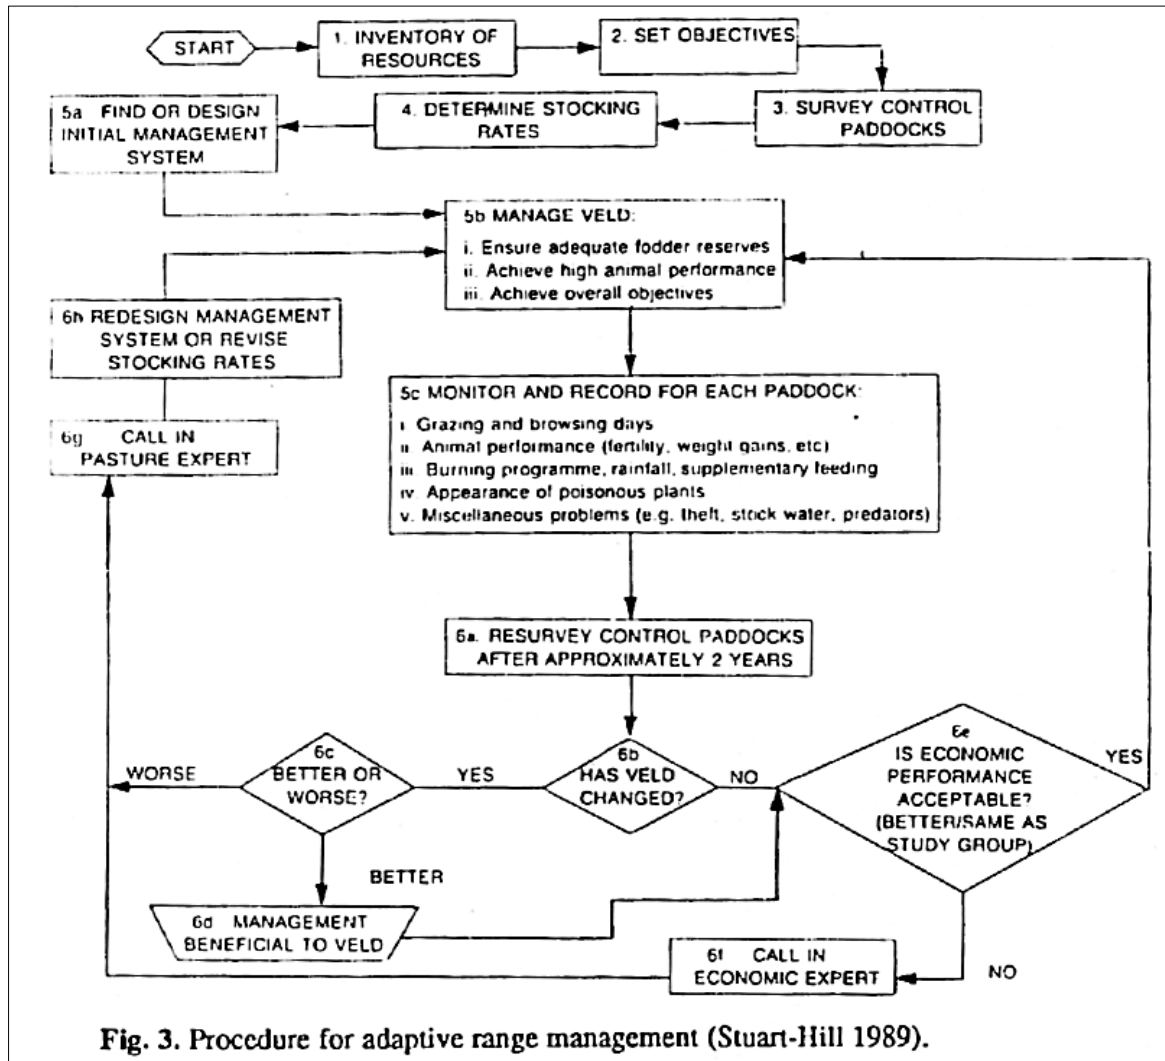 START
1. INVENTORY OF
RESOURCES
2. SET OBJECTIVES
3. SURVEY CONTROL
PADDOCKS
4. DETERMINE STOCKING
RATES
5a FIND OR DESIGN
INITIAL MANAGEMENT
SYSTEM
5b MANAGE VELD:
i. Ensure adequate fodder reserves
ii. Achieve high animal performance
iii. Achieve overall objectives
6h REDESIGN MANAGEMENT
SYSTEM OR REVISE
STOCKING RATES
5c MONITOR AND RECORD FOR EACH PADDOCK:
i Grazing and browsing days
ii Animal performance (fertility, weight gains, etc)
iii Burning programme, rainfall, supplementary feeding
iv. Appearance of poisonous plants
v. Miscellaneous problems (e.g. theft, stock water, predators)
6g CALL IN
PASTURE EXPERT
6a. RESURVEY CONTROL PADDOCKS
AFTER APPROXIMATELY 2 YEARS
WORSE
6c
BETTER OR
WORSE?
YES
6b
HAS VELD
CHANGED?
NO
6e
IS ECONOMIC
PERFORMANCE
ACCEPTABLE?
(BETTER/SAME AS
STUDY GROUP)
YES
BETTER
6d MANAGEMENT
BENEFICIAL TO VELD
6f CALL IN
ECONOMIC EXPERT
NO
Fig. 3. Procedure for adaptive range management (Stuart-Hill 1989).